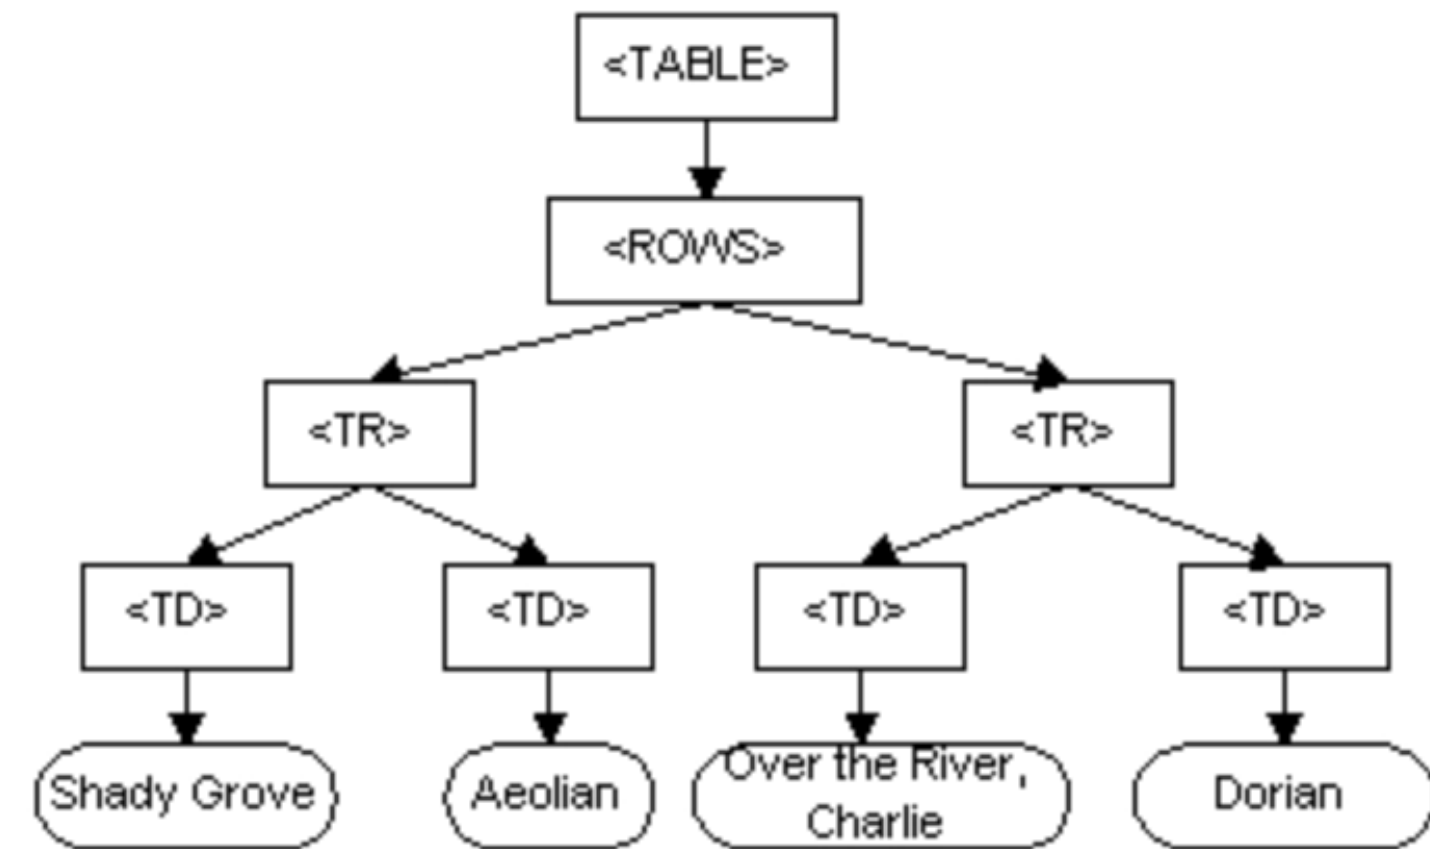 <TABLE>
<ROWS>
<TR>
<TR>
<TD>
<TD>
<TD>
<TD>
Shady Grove
Aeolian
Over the River,
Charlie
Dorian